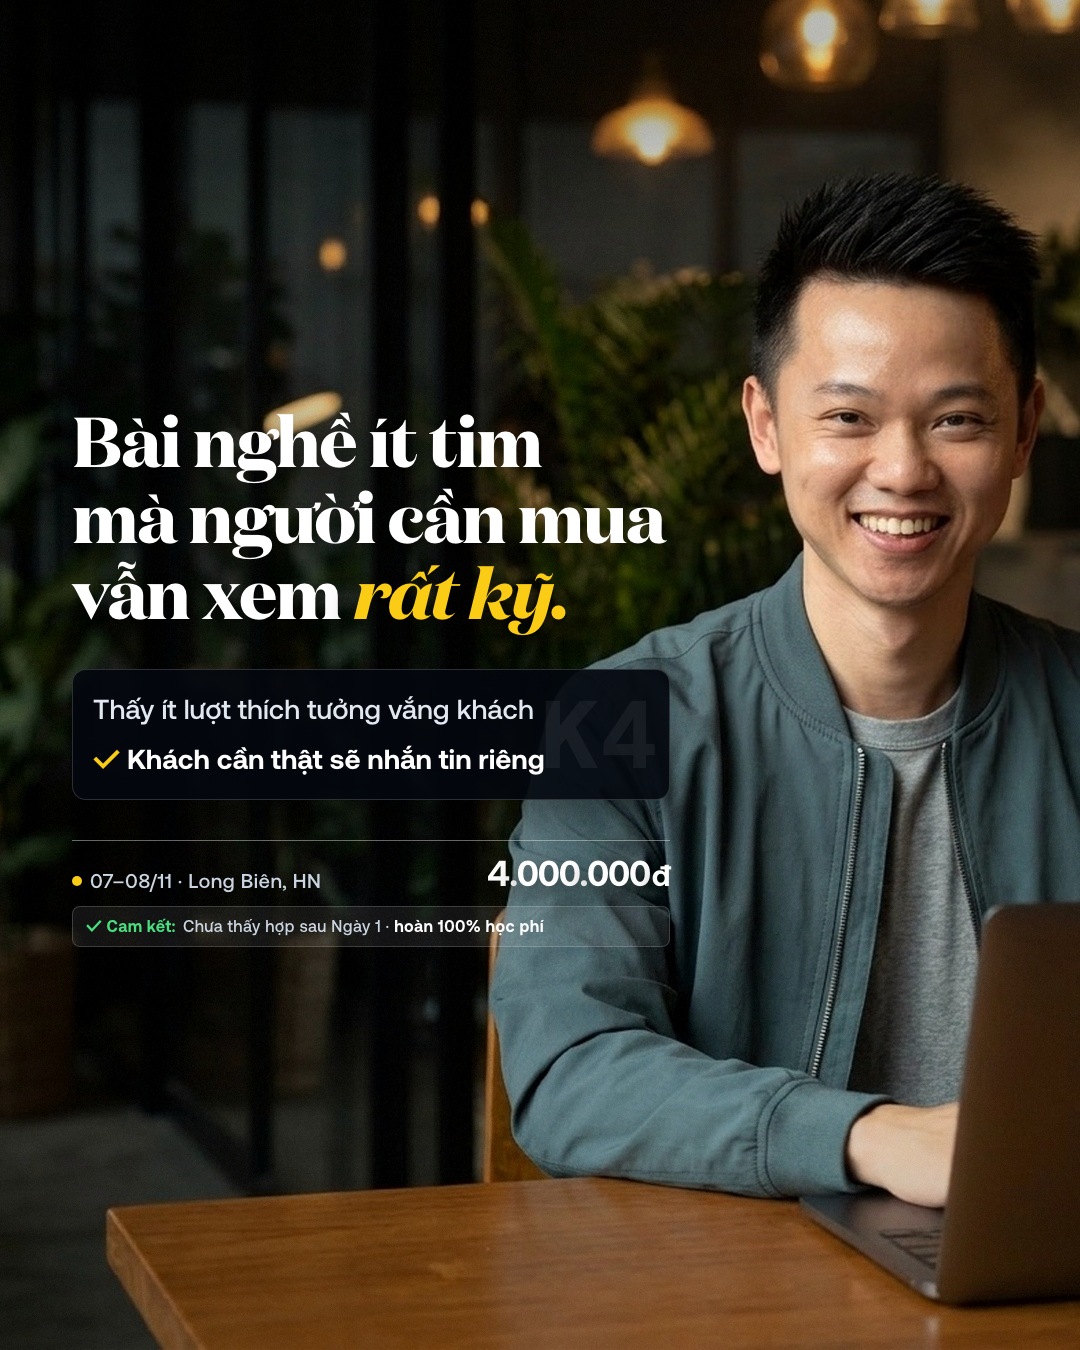 Bài nghề ít tim
mà người cần mua
vẫn xem rất kỹ.
K4
Thấy ít lượt thích tưởng vắng khách
Khách cần thật sẽ nhắn tin riêng
07–08/11 · Long Biên, HN
4.000.000đ
Cam kết: Chưa thấy hợp sau Ngày 1 · hoàn 100% học phí